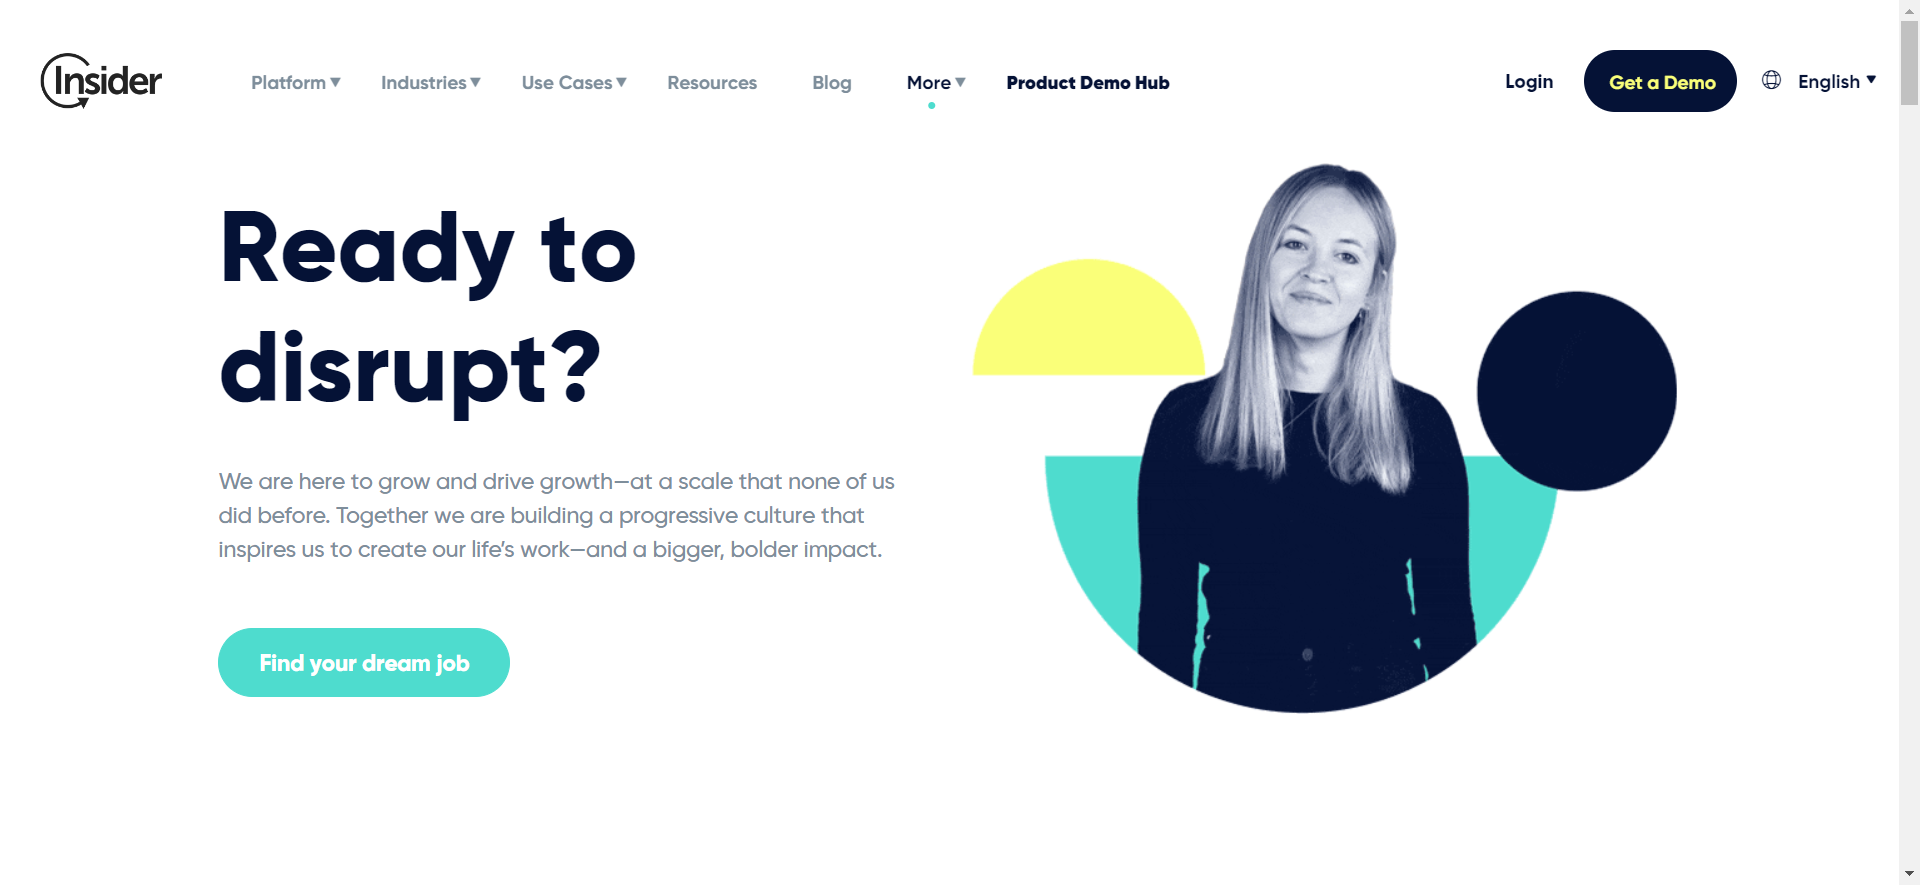 Insider
Platform ▼ Industries ▼ Use Cases ▼ Resources Blog More ▼ Product Demo Hub Login Get a Demo English ▼
Ready to
disrupt?
We are here to grow and drive growth—at a scale that none of us
did before. Together we are building a progressive culture that
inspires us to create our life’s work—and a bigger, bolder impact.
Find your dream job